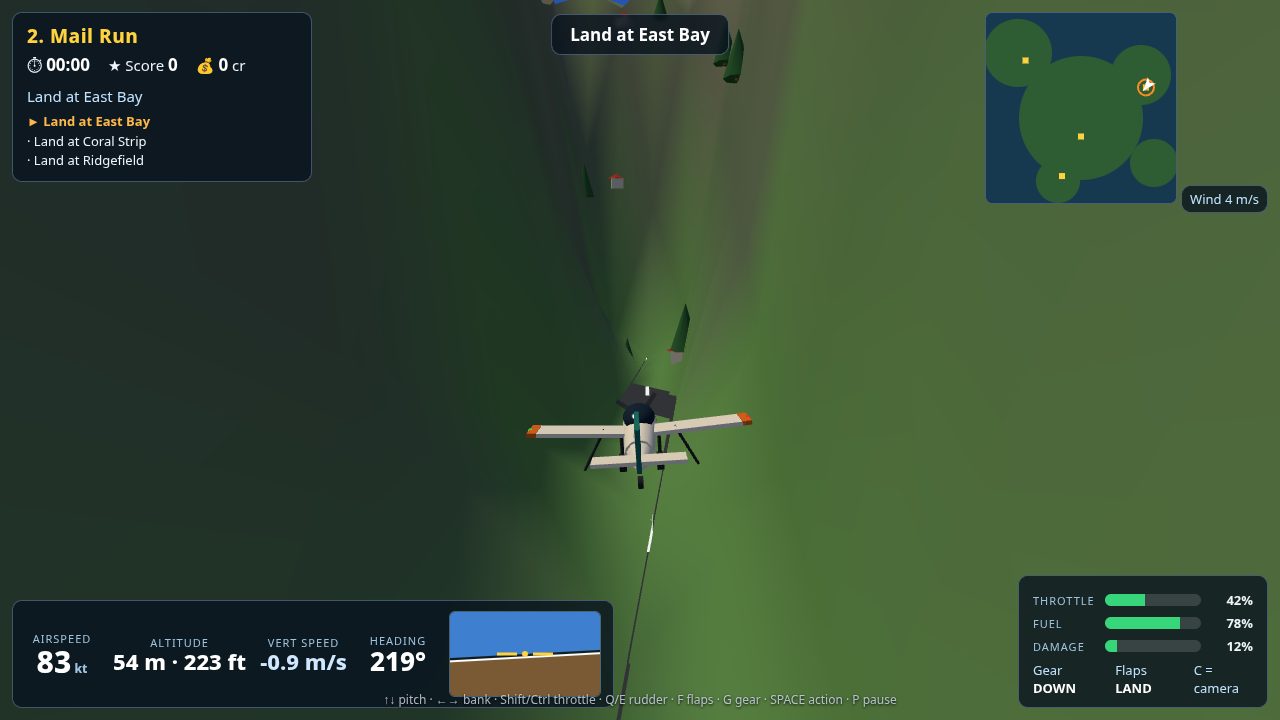 2. Mail Run
⏱ 00:00 ★ Score 0 💰 0 cr
Land at East Bay
► Land at East Bay
· Land at Coral Strip
· Land at Ridgefield
Land at East Bay
Wind 4 m/s
AIRSPEED
83 kt
ALTITUDE
54 m · 223 ft
VERT SPEED
-0.9 m/s
HEADING
219°
↑↓ pitch · ←→ bank · Shift/Ctrl throttle · Q/E rudder · F flaps · G gear · SPACE action · P pause
THROTTLE 42%
FUEL 78%
DAMAGE 12%
Gear DOWN
Flaps LAND
C = camera